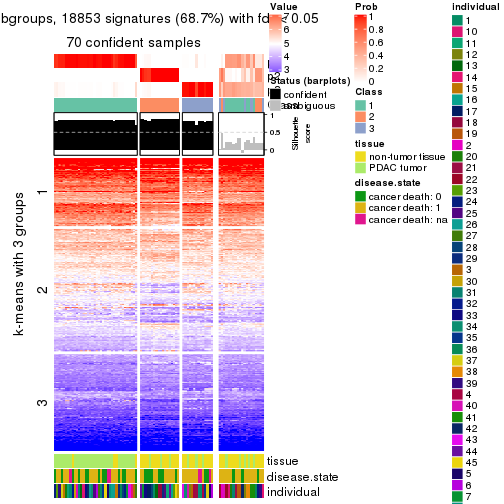 bgroups, 18853 signatures (68.7%) with fd 0.05
70 confident samples
p2
1
0.5
0
Silhouette
score
k-means with 3 groups
1
2
3
tissue
disease.state
individual
Value
6
5
4
3
Status (barplots)
confident
ambiguous
Prob
1
0.8
0.6
0.4
0.2
0
Class
1
2
3
tissue
non-tumor tissue
PDAC tumor
disease.state
cancer death: 0
cancer death: 1
cancer death: na
individual
1
10
11
12
13
14
15
16
17
18
19
2
20
21
22
23
24
25
26
27
28
29
3
30
31
32
33
34
35
36
37
38
39
4
40
41
42
43
44
45
5
6
7